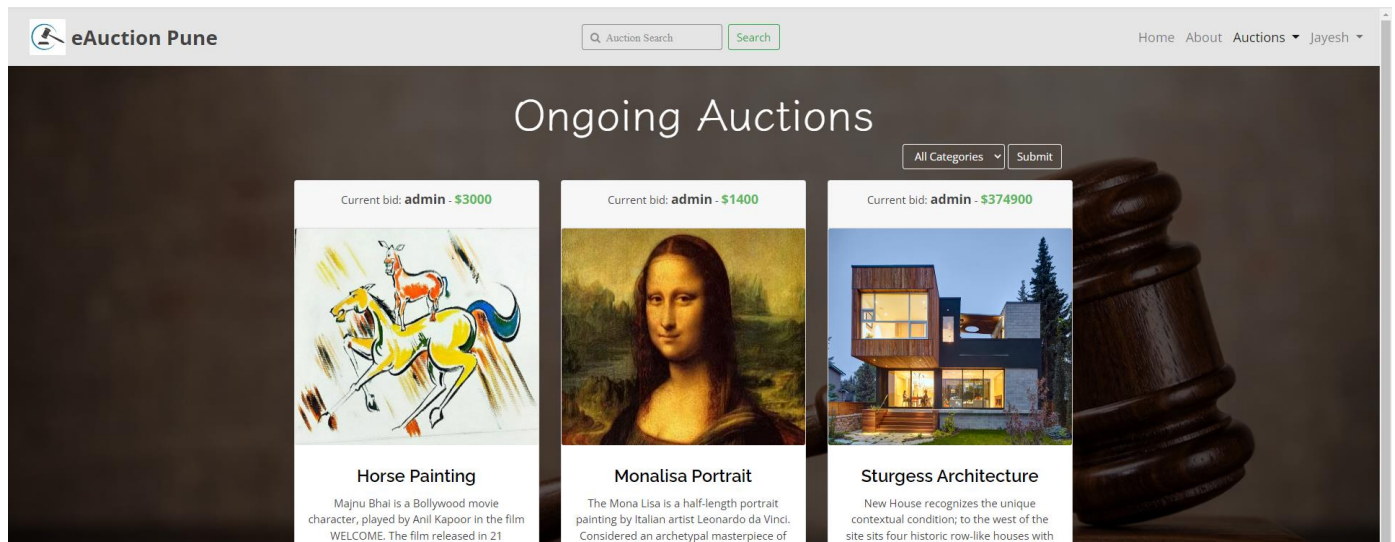 eAuction Pune
Auction Search
Search
Home About Auctions Jayesh
Ongoing Auctions
All Categories
Submit
Current bid: admin - $3000
Horse Painting
Majnu Bhai is a Bollywood movie
character, played by Anil Kapoor in the film
WELCOME. The film released in 21
Current bid: admin - $1400
Monalisa Portrait
The Mona Lisa is a half-length portrait
painting by Italian artist Leonardo da Vinci.
Considered an archetypal masterpiece of
Current bid: admin - $374900
Sturgess Architecture
New House recognizes the unique
contextual condition; to the west of the
site sits four historic row-like houses with